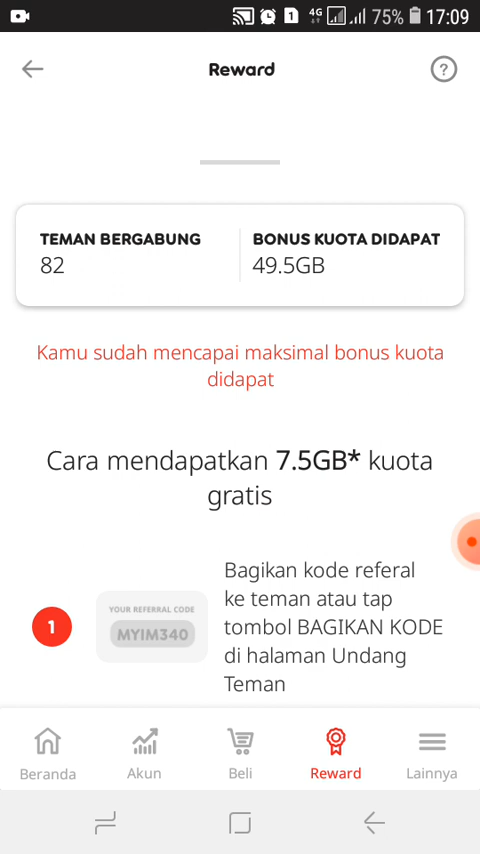 1
4G
75%
17:09
Reward
?
TEMAN BERGABUNG
82
BONUS KUOTA DIDAPAT
49.5GB
Kamu sudah mencapai maksimal bonus kuota
didapat
Cara mendapatkan 7.5GB* kuota
gratis
1
YOUR REFERRAL CODE
MYIM340
Bagikan kode referal
ke teman atau tap
tombol BAGIKAN KODE
di halaman Undang
Teman
Beranda
Akun
Beli
Reward
Lainnya